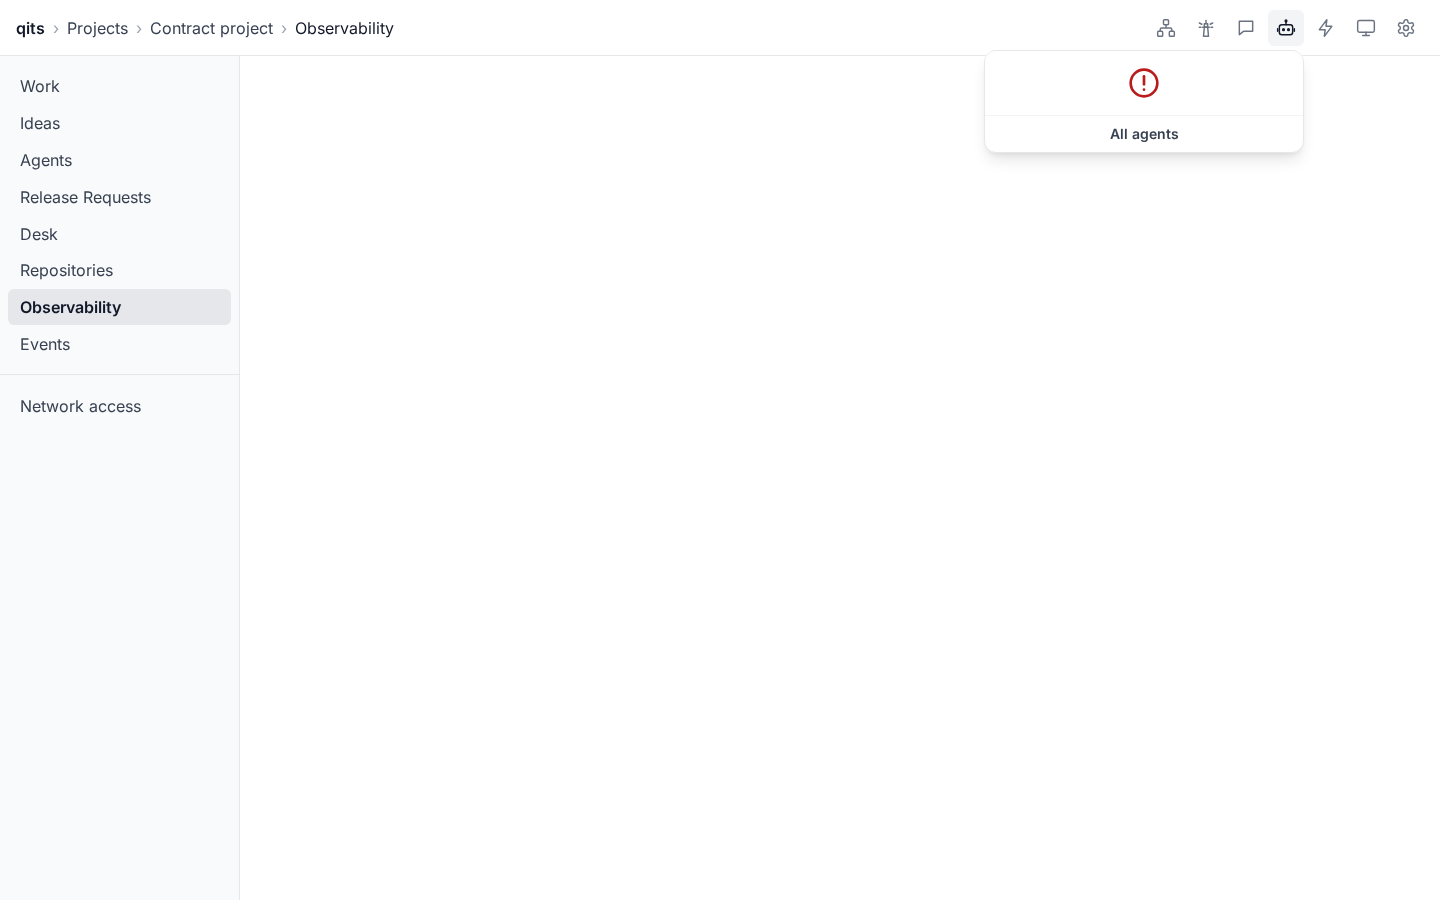 qits › Projects › Contract project › Observability
Work
Ideas
Agents
Release Requests
Desk
Repositories
Observability
Events
Network access
All agents